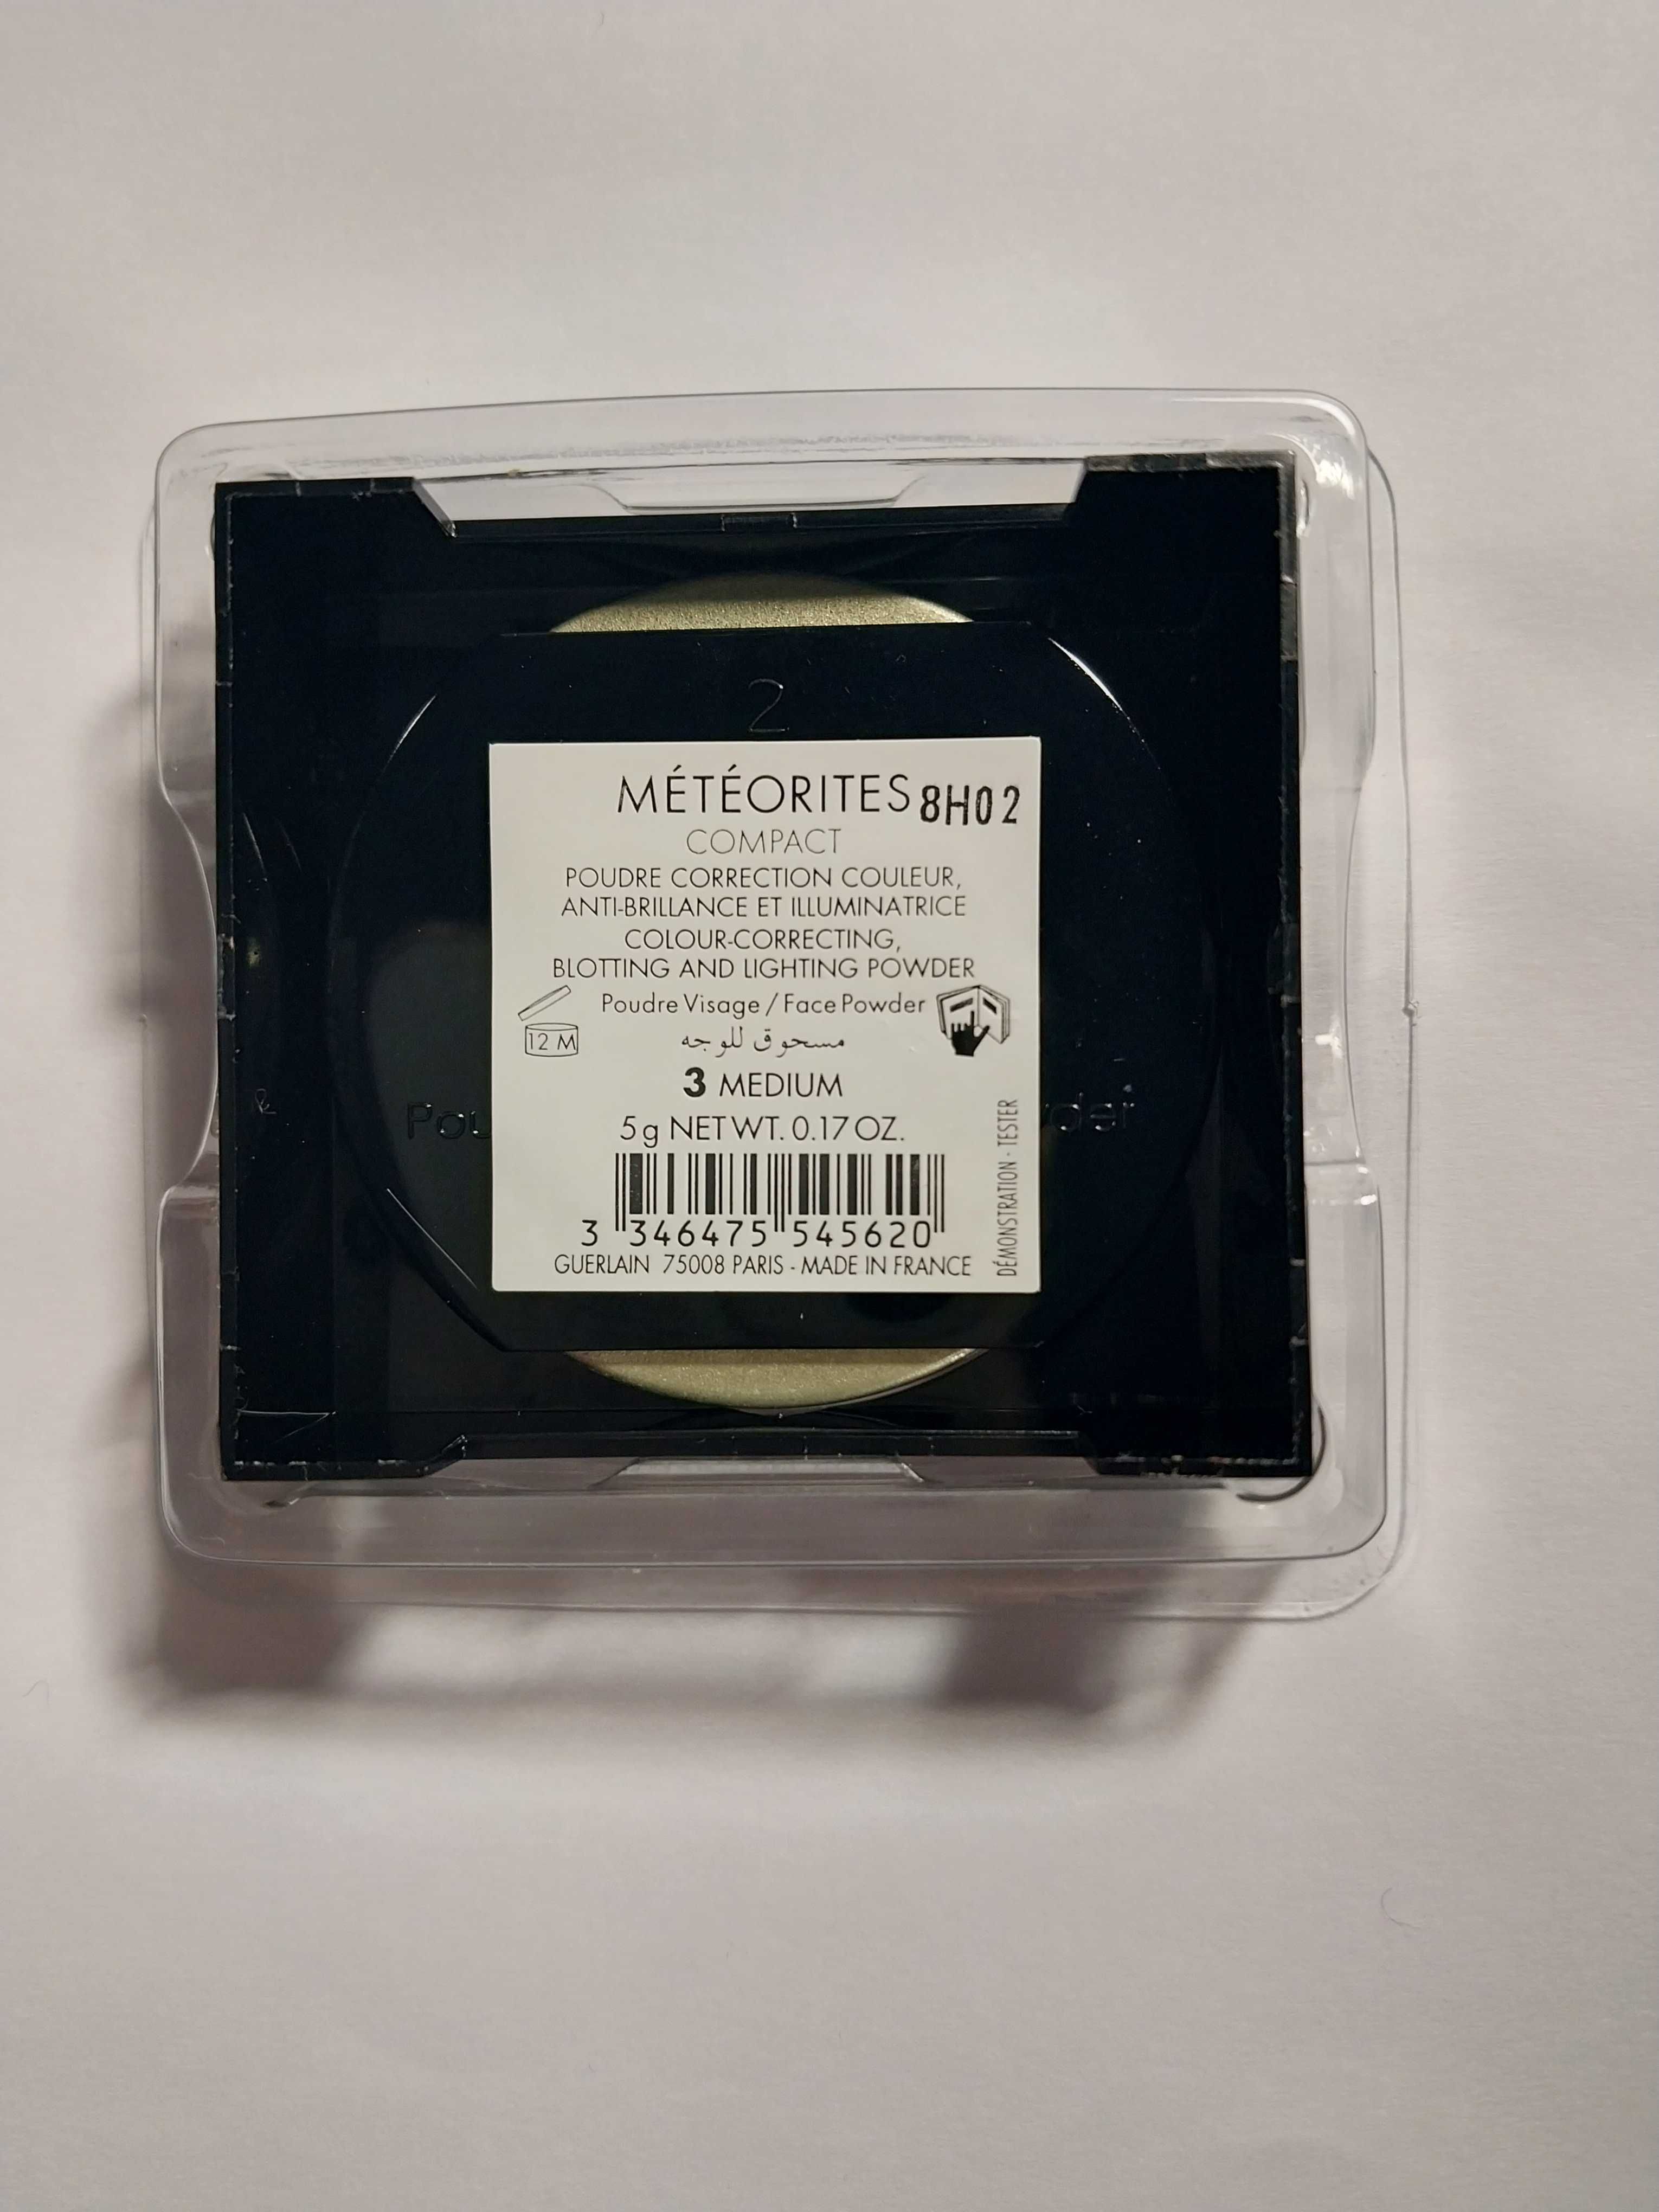 2
MÉTÉORITES 8H02
COMPACT
POUDRE CORRECTION COULEUR,
ANTI-BRILLANCE ET ILLUMINATRICE
COLOUR-CORRECTING,
BLOTTING AND LIGHTING POWDER
Poudre Visage / Face Powder
12 M
مسحوق للوجه
3 MEDIUM
5g NET WT. 0.17 OZ.
3 346475 545620
GUERLAIN 75008 PARIS - MADE IN FRANCE
DÉMONSTRATION - TESTER